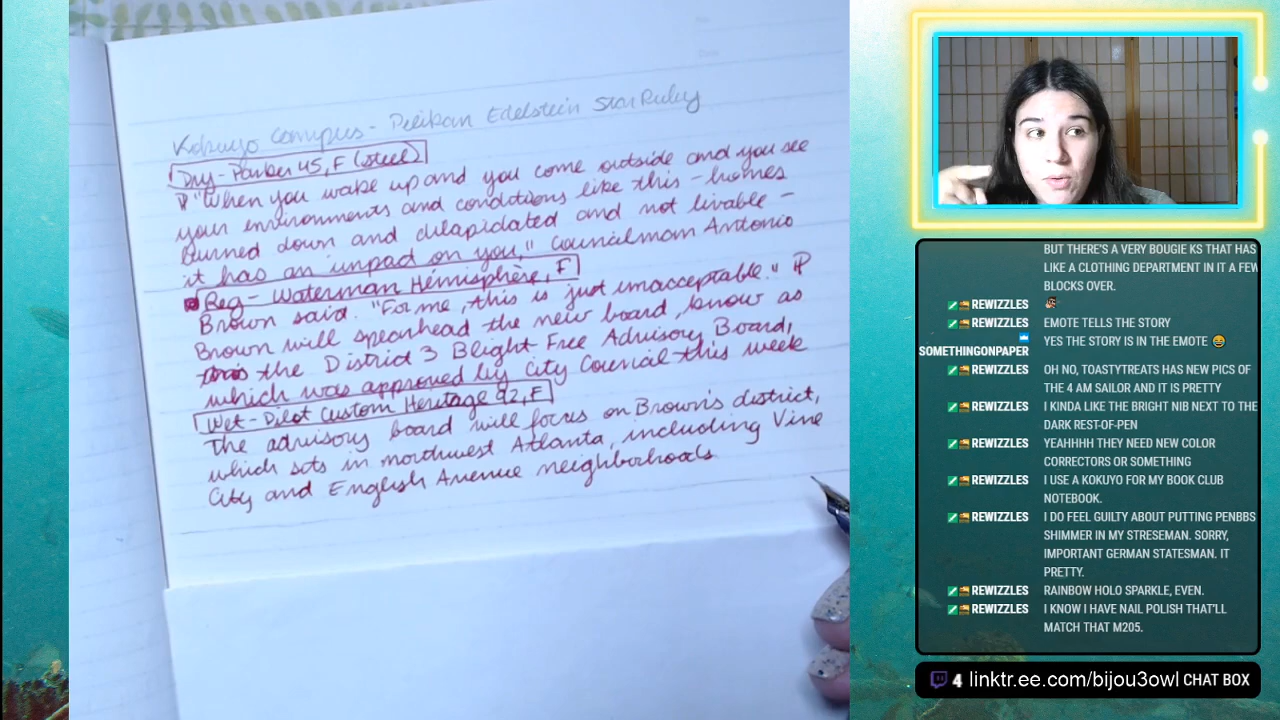 Kokuyo Campus - Pelikan Edelstein Star Ruby
Dry - Parker 45, F (steel)
"When you wake up and you come outside and you see
your environments and conditions like this - homes
burned down and dilapidated and not livable -
it has an impact on you," Councilmom Antonio
Reg - Waterman Hémisphère, F
Brown said. "For me, this is just unacceptable."
Brown will spearhead the new board, know as
the District 3 Blight Free Advisory Board,
which was approved by City Council this week
Wet - Pilot Custom Heritage 92, F
The advisory board will focus on Brown's district,
which sits in northwest Atlanta, including Vine
City and English Avenue neighborhoods.
BUT THERE'S A VERY BOUGIE KS THAT HAS
LIKE A CLOTHING DEPARTMENT IN IT A FEW
BLOCKS OVER.
REWIZZLES
REWIZZLES EMOTE TELLS THE STORY
SOMETHINGONPAPER YES THE STORY IS IN THE EMOTE
REWIZZLES OH NO, TOASTYTREATS HAS NEW PICS OF
THE 4 AM SAILOR AND IT IS PRETTY
REWIZZLES I KINDA LIKE THE BRIGHT NIB NEXT TO THE
DARK REST-OF-PEN
REWIZZLES YEAHHHH THEY NEED NEW COLOR
CORRECTORS OR SOMETHING
REWIZZLES I USE A KOKUYO FOR MY BOOK CLUB
NOTEBOOK.
REWIZZLES I DO FEEL GUILTY ABOUT PUTTING PENBBS
SHIMMER IN MY STRESEMAN. SORRY,
IMPORTANT GERMAN STATESMAN. IT
PRETTY.
REWIZZLES RAINBOW HOLO SPARKLE, EVEN.
REWIZZLES I KNOW I HAVE NAIL POLISH THAT'LL
MATCH THAT M205.
4 linktr.ee.com/bijou3owl CHAT BOX